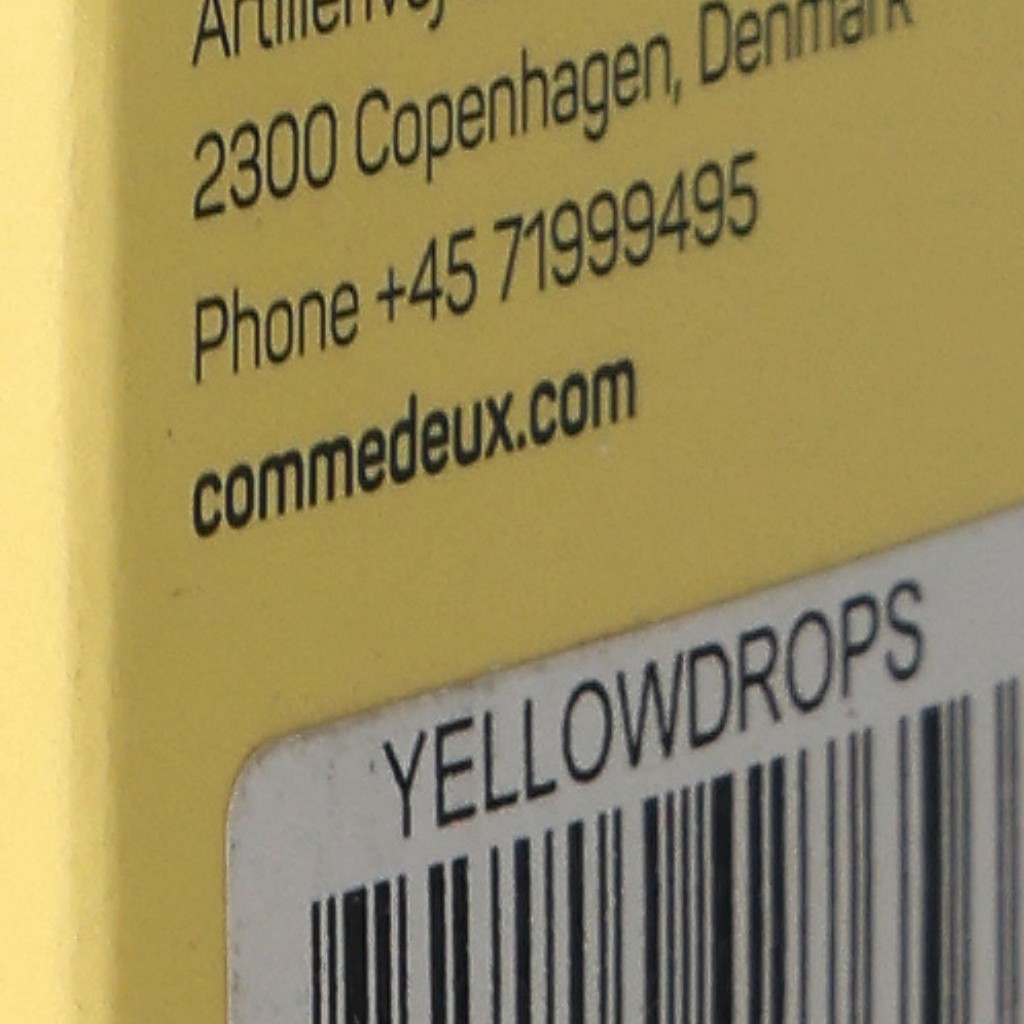 2300 Copenhagen, Denmark
Phone +45 71999495
commedeux.com
YELLOWDROPS